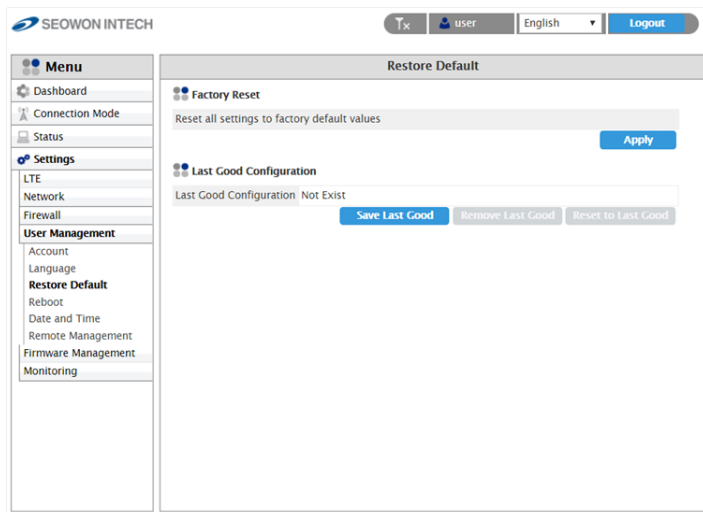 SEOWON INTECH
Tx user English Logout
Menu
Dashboard
Connection Mode
Status
Settings
LTE
Network
Firewall
User Management
Account
Language
Restore Default
Reboot
Date and Time
Remote Management
Firmware Management
Monitoring
Restore Default
Factory Reset
Reset all settings to factory default values
Apply
Last Good Configuration
Last Good Configuration Not Exist
Save Last Good Remove Last Good Reset to Last Good